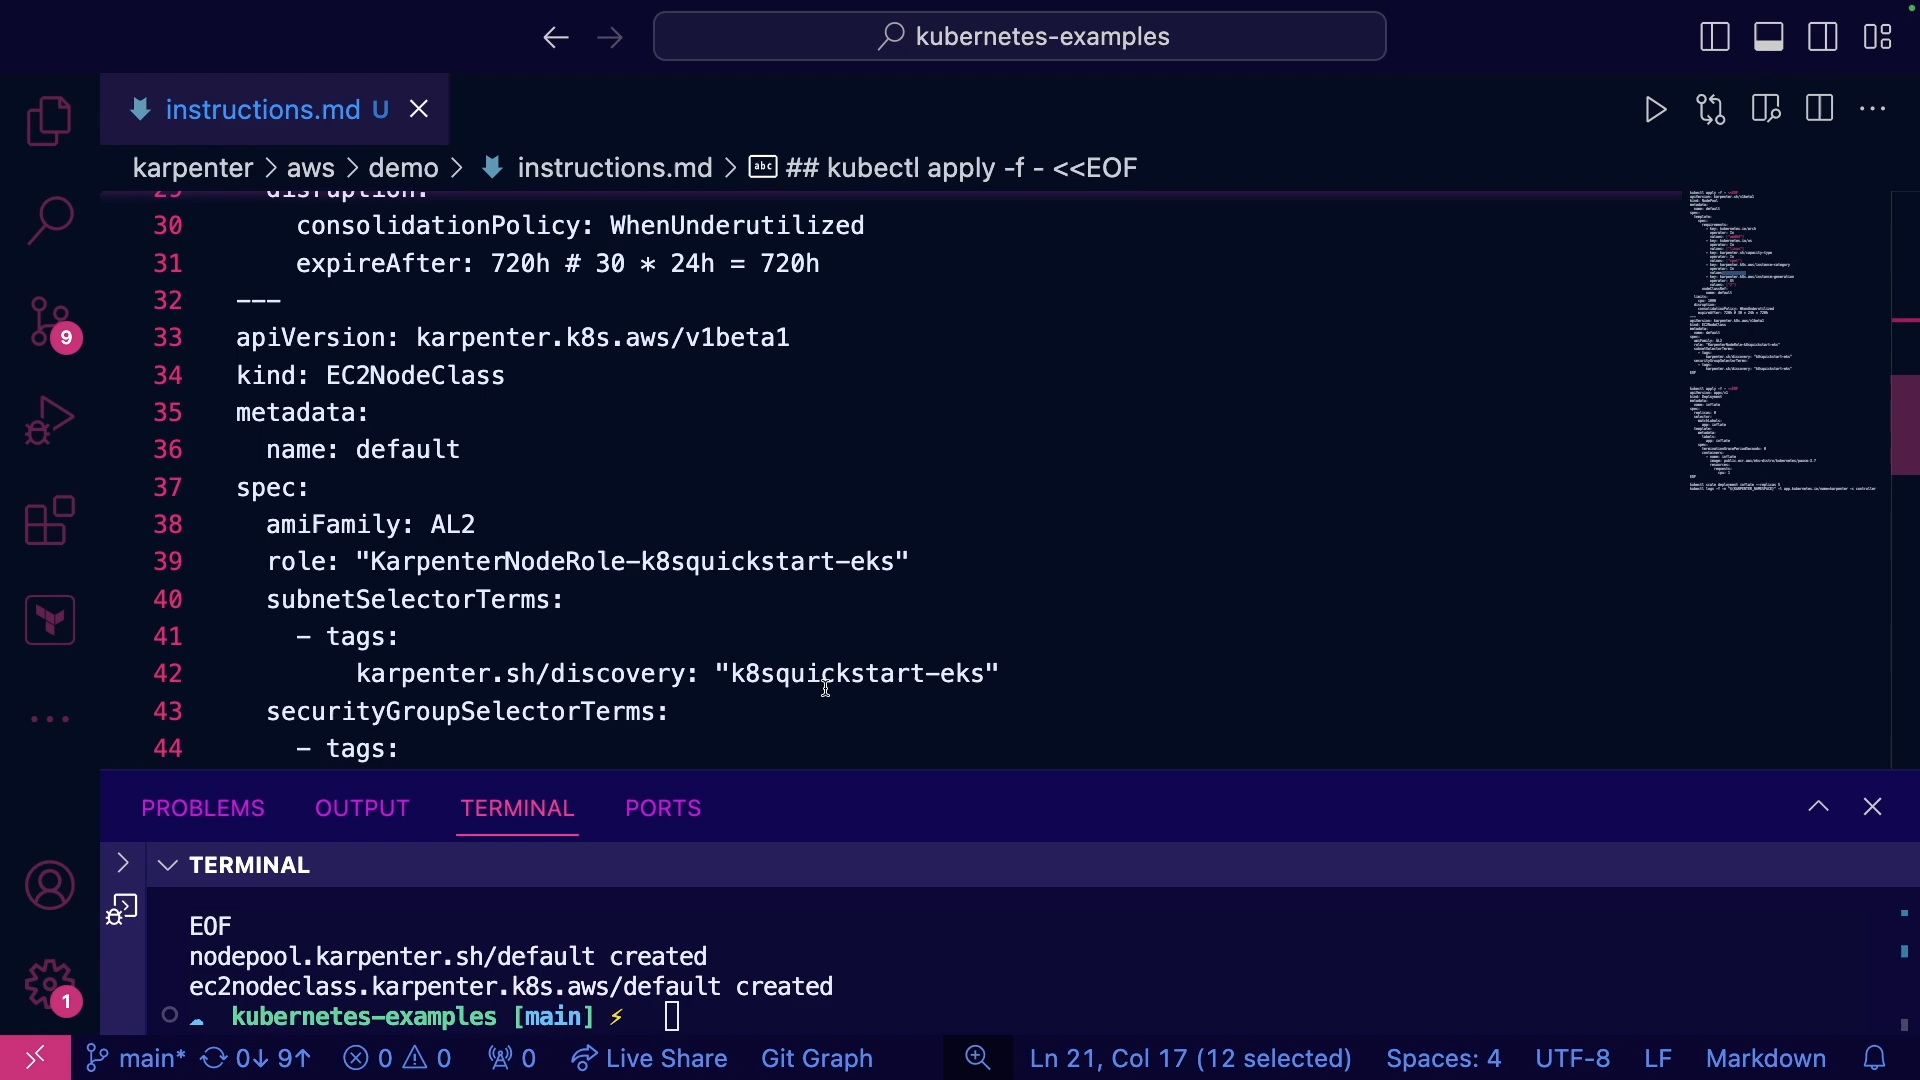 kubernetes-examples
instructions.md U
karpenter > aws > demo > instructions.md > abc ## kubectl apply -f - <<EOF
29 disruption:
30 consolidationPolicy: WhenUnderutilized
31 expireAfter: 720h # 30 * 24h = 720h
32 ---
33 apiVersion: karpenter.k8s.aws/v1beta1
34 kind: EC2NodeClass
35 metadata:
36 name: default
37 spec:
38 amiFamily: AL2
39 role: "KarpenterNodeRole-k8squickstart-eks"
40 subnetSelectorTerms:
41 - tags:
42 karpenter.sh/discovery: "k8squickstart-eks"
43 securityGroupSelectorTerms:
44 - tags:
9
1
PROBLEMS OUTPUT TERMINAL PORTS
TERMINAL
EOF
nodepool.karpenter.sh/default created
ec2nodeclass.karpenter.k8s.aws/default created
kubernetes-examples [main] ⚡
main* 0↓ 9↑ 0 0 0 Live Share Git Graph Ln 21, Col 17 (12 selected) Spaces: 4 UTF-8 LF Markdown